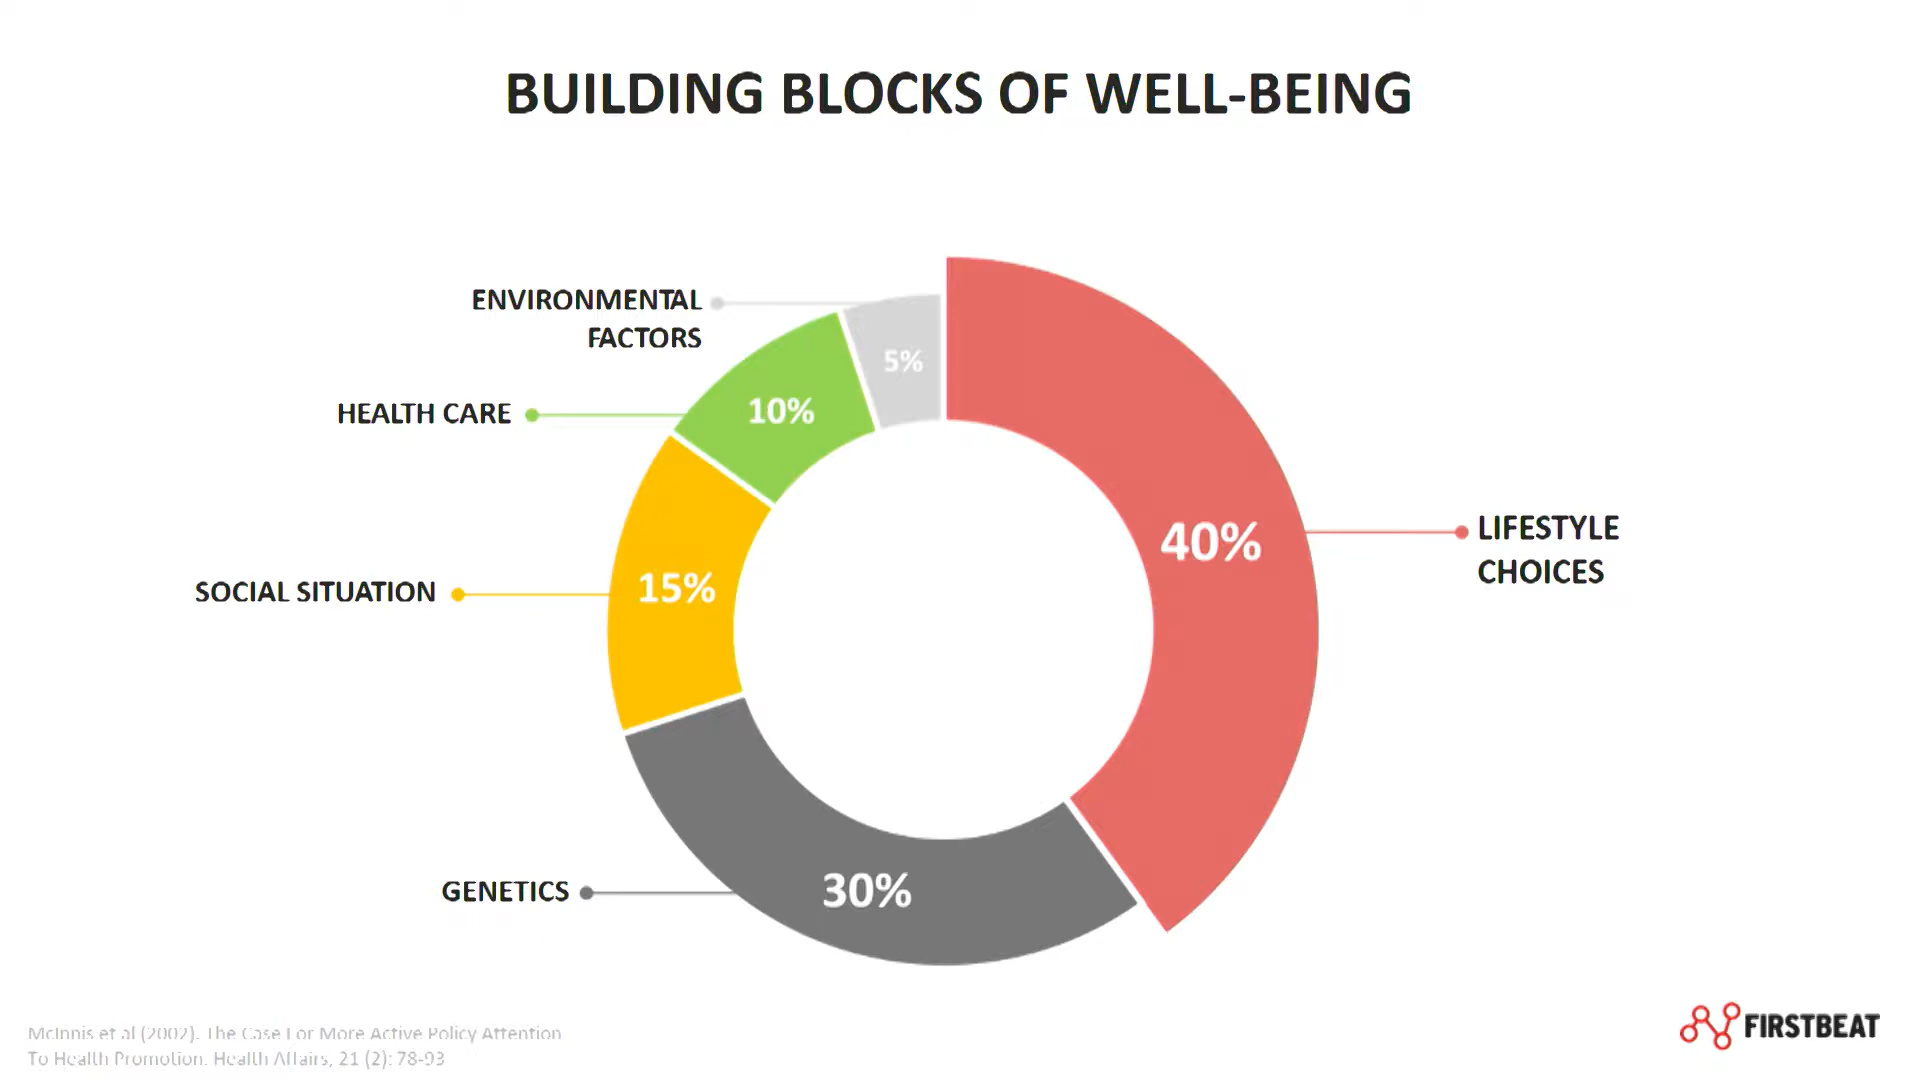 BUILDING BLOCKS OF WELL-BEING
ENVIRONMENTAL
FACTORS
5%
HEALTH CARE
10%
40%
LIFESTYLE
CHOICES
SOCIAL SITUATION
15%
GENETICS
30%
McInnis et al (2002). The Case For More Active Policy Attention
To Health Promotion. Health Affairs, 21 (2): 78-93
FIRSTBEAT